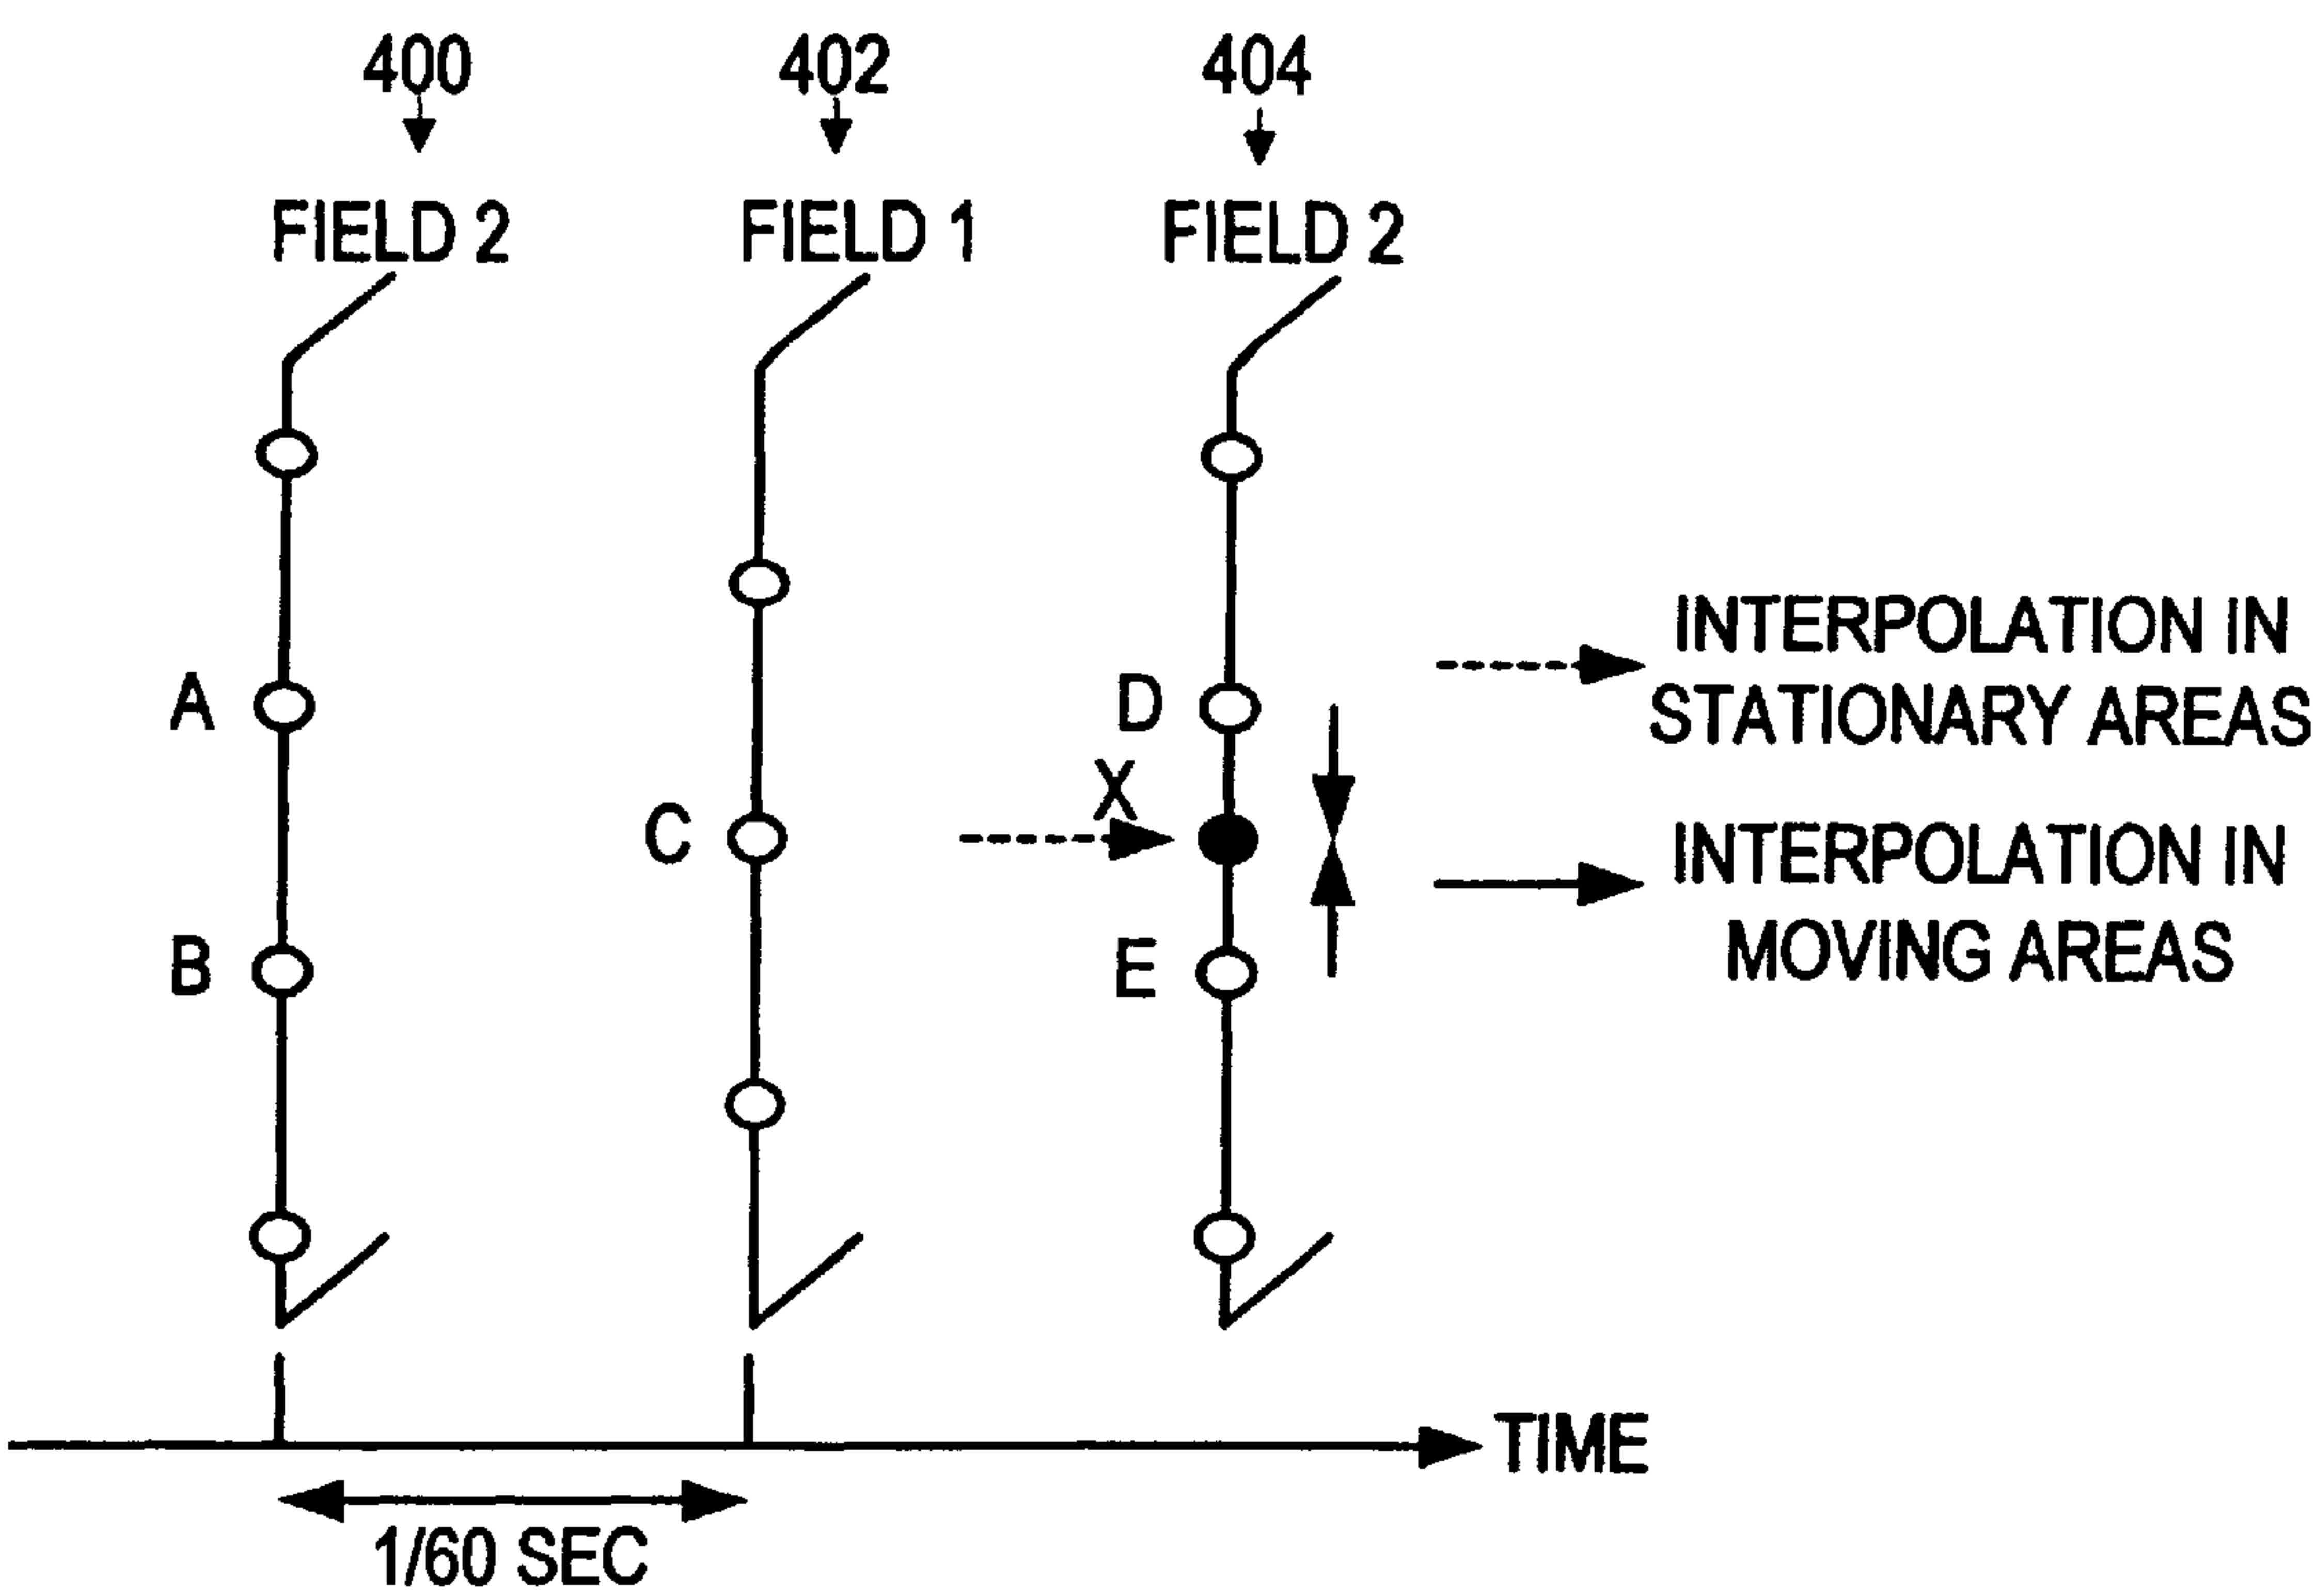 400
402
404
FIELD 2
FIELD 1
FIELD 2
INTERPOLATION IN
STATIONARY AREAS
A
D
X
C
INTERPOLATION IN
MOVING AREAS
B
E
TIME
1/60 SEC